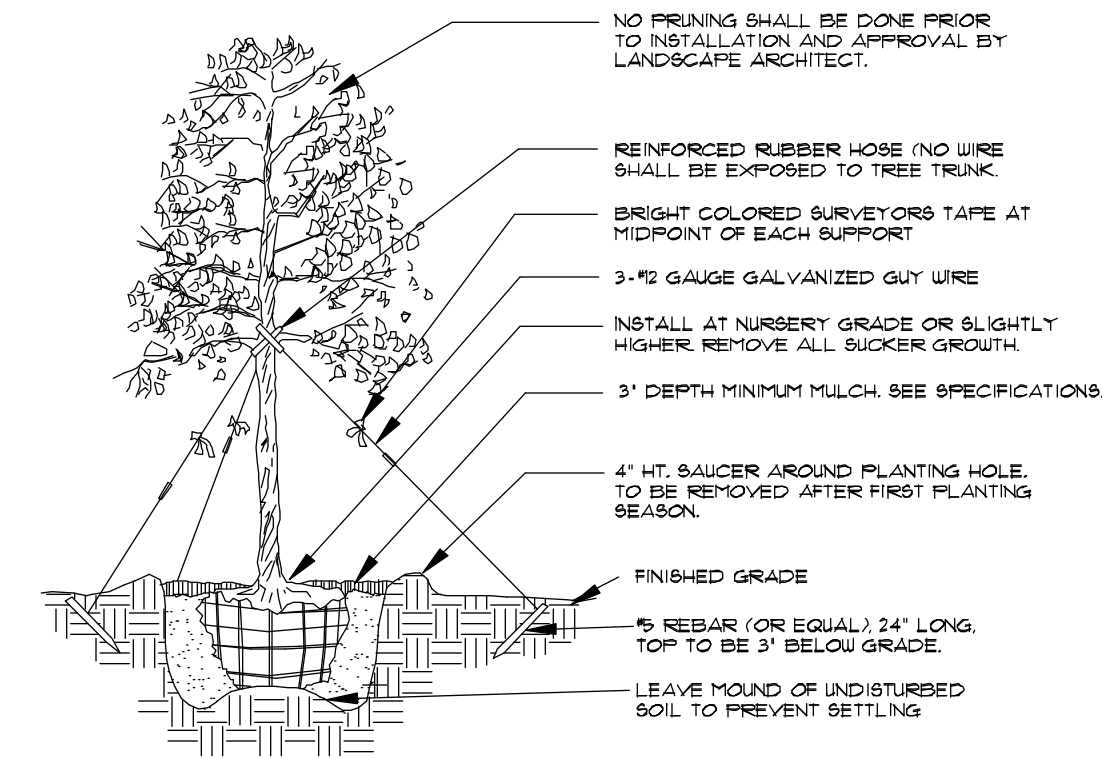 NO PRUNING SHALL BE DONE PRIOR
TO INSTALLATION AND APPROVAL BY
LANDSCAPE ARCHITECT.
REINFORCED RUBBER HOSE (NO WIRE
SHALL BE EXPOSED TO TREE TRUNK.
BRIGHT COLORED SURVEYORS TAPE AT
MIDPOINT OF EACH SUPPORT
3-#12 GAUGE GALVANIZED GUY WIRE
INSTALL AT NURSERY GRADE OR SLIGHTLY
HIGHER. REMOVE ALL SUCKER GROWTH.
3" DEPTH MINIMUM MULCH. SEE SPECIFICATIONS.
4" HT. SAUCER AROUND PLANTING HOLE.
TO BE REMOVED AFTER FIRST PLANTING
SEASON.
FINISHED GRADE
#5 REBAR (OR EQUAL), 24" LONG,
TOP TO BE 3" BELOW GRADE.
LEAVE MOUND OF UNDISTURBED
SOIL TO PREVENT SETTLING